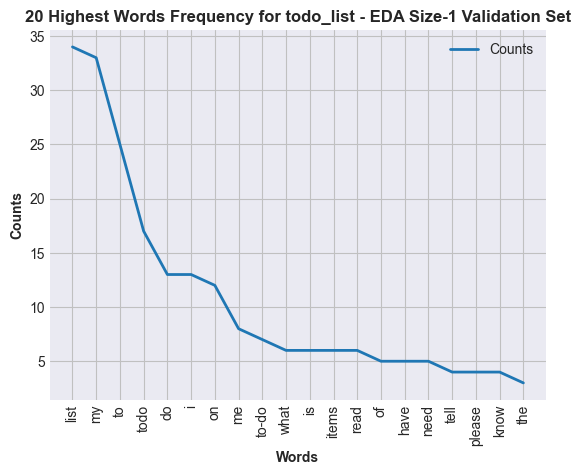 20 Highest Words Frequency for todo_list - EDA Size-1 Validation Set
Counts
35
30
25
20
15
10
5
Counts
list
my
to
todo
do
i
on
me
to-do
what
is
items
read
of
have
need
tell
please
know
the
Words